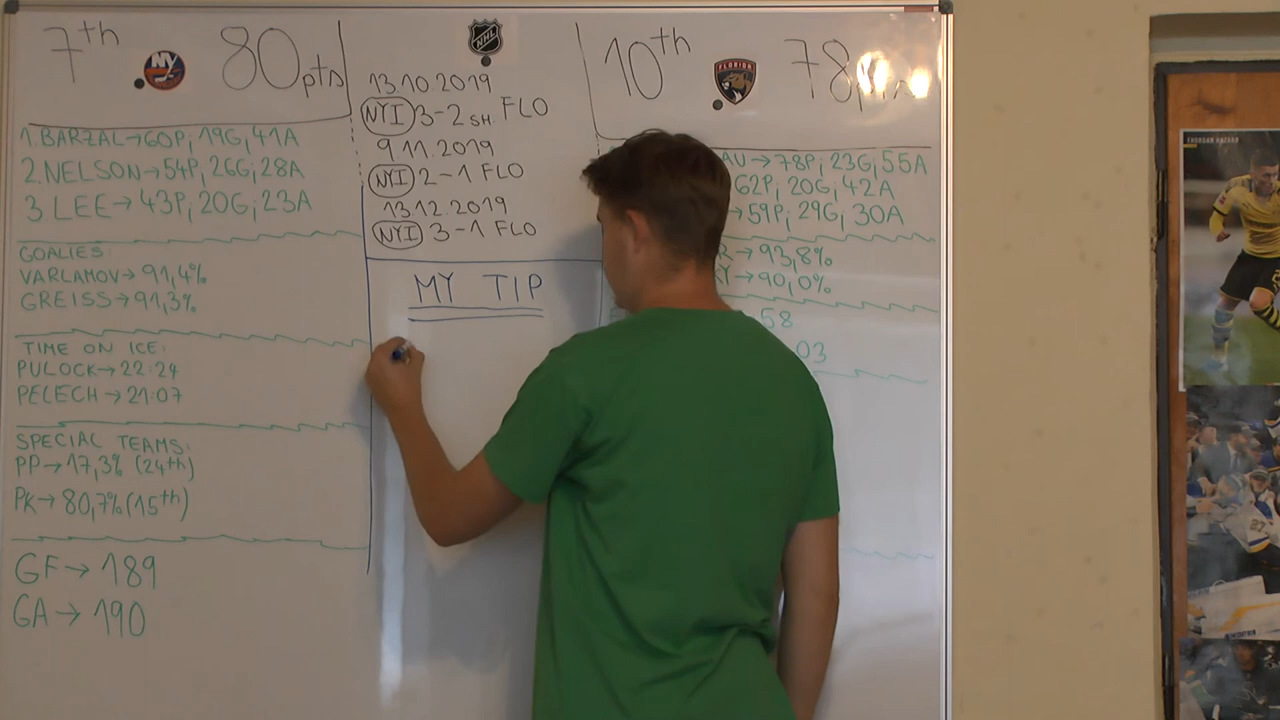 7th 80pts
NY
1. BARZAL→60P; 19G; 41A
2. NELSON→54P; 26G; 28A
3 LEE→43P; 20G; 23A
GOALIES:
VARLAMOV→91,4%
GREISS→91,3%
TIME ON ICE:
PULOCK→22:24
PELECH→21:07
SPECIAL TEAMS:
PP→17,3% (24th)
PK→80,7% (15th)
GF→189
GA→190
NHL
13.10.2019
NYI 3-2 SH. FLO
9.11.2019
NYI 2-1 FLO
13.12.2019
NYI 3-1 FLO
MY TIP
10th 78
FLORIDA
AU→78P; 23G; 55A
62P; 20G; 42A
→59P; 29G; 30A
R→93,8%
Y→90,0%
58
03
27